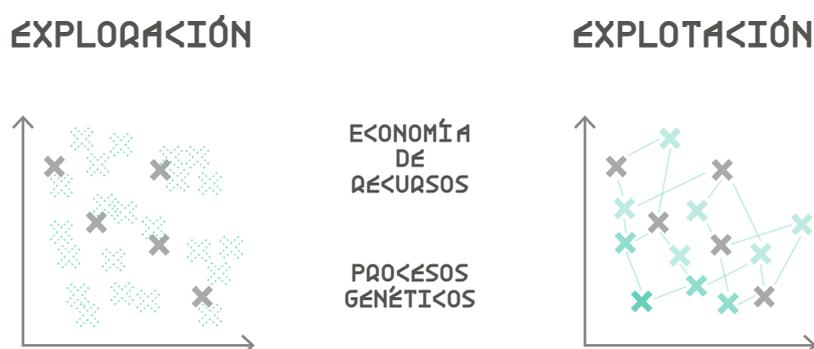 EXPLORACIÓN
EXPLOTACIÓN
ECONOMÍA
DE
RECURSOS
PROCESOS
GENÉTICOS